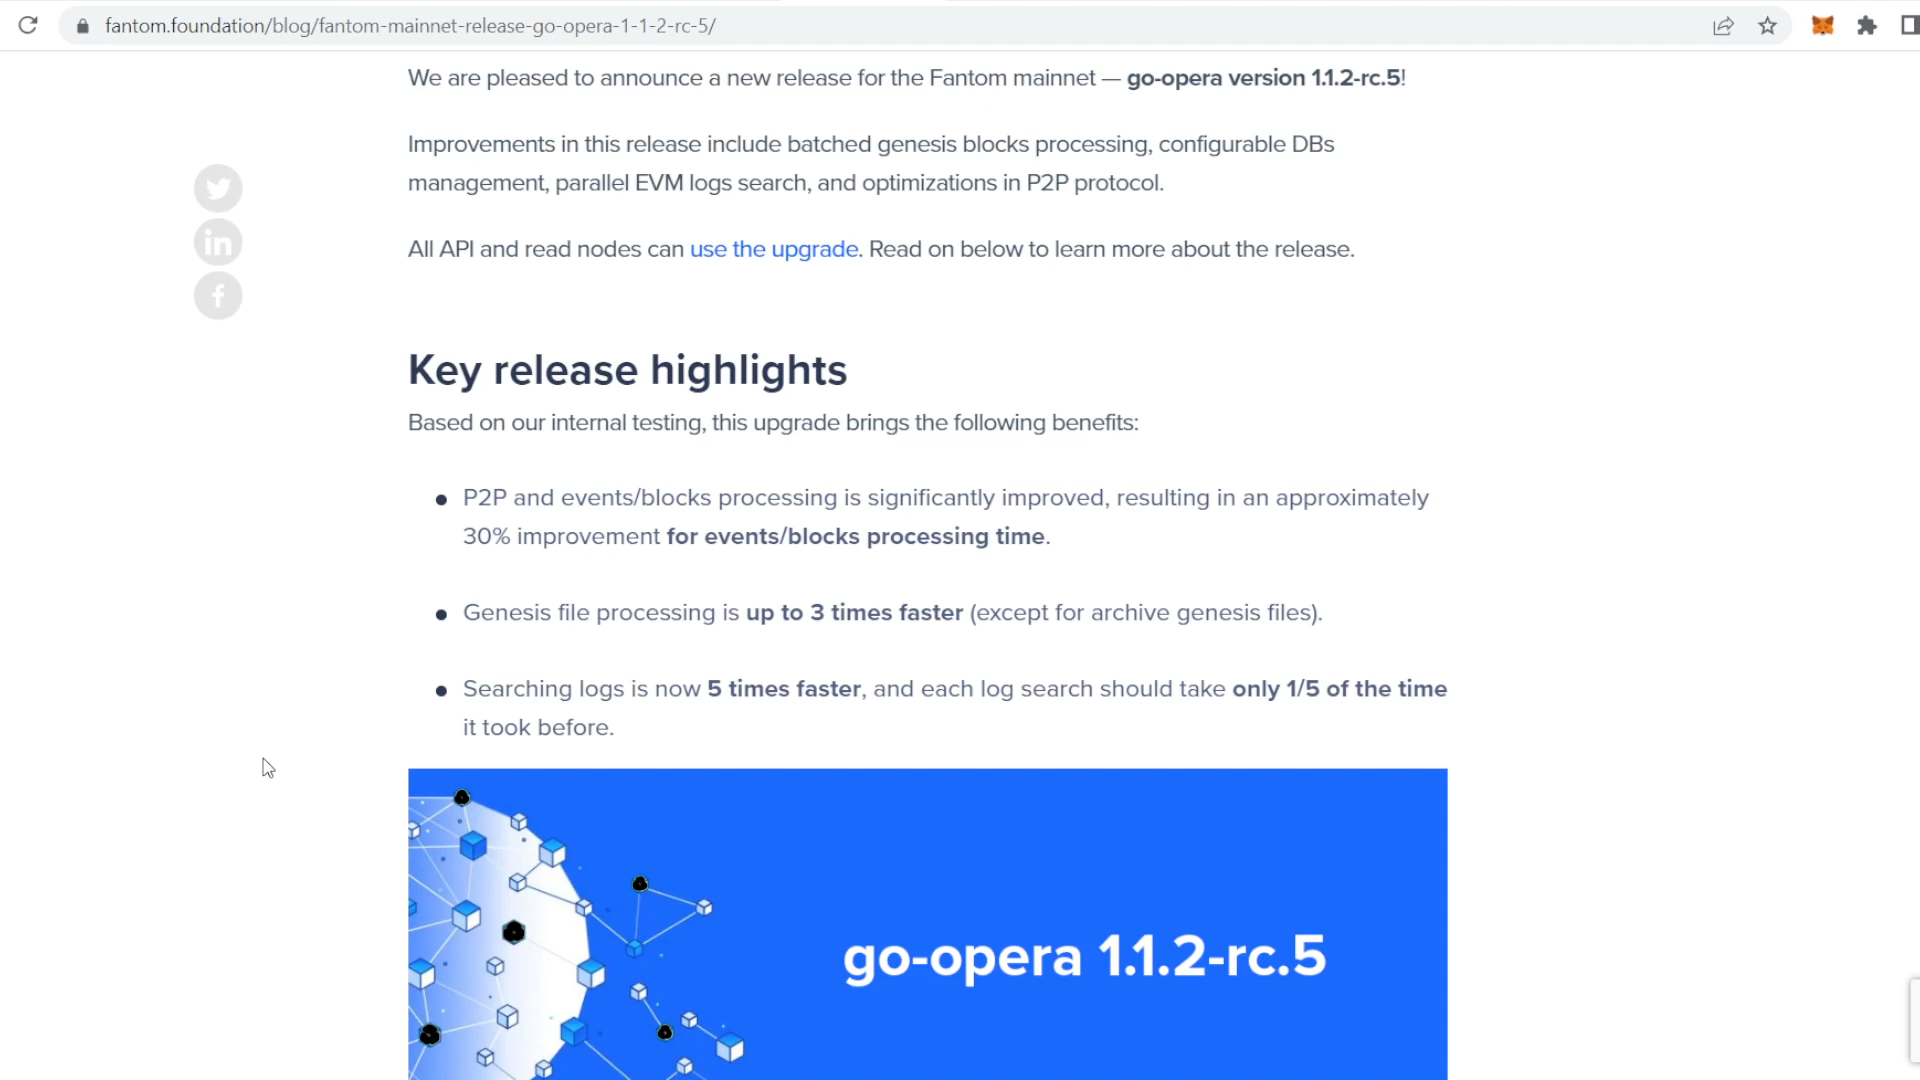 fantom.foundation/blog/fantom-mainnet-release-go-opera-1-1-2-rc-5/
We are pleased to announce a new release for the Fantom mainnet — go-opera version 1.1.2-rc.5!
Improvements in this release include batched genesis blocks processing, configurable DBs
management, parallel EVM logs search, and optimizations in P2P protocol.
All API and read nodes can use the upgrade. Read on below to learn more about the release.
in
f
Key release highlights
Based on our internal testing, this upgrade brings the following benefits:
● P2P and events/blocks processing is significantly improved, resulting in an approximately
30% improvement for events/blocks processing time.
● Genesis file processing is up to 3 times faster (except for archive genesis files).
● Searching logs is now 5 times faster, and each log search should take only 1/5 of the time
it took before.
go-opera 1.1.2-rc.5